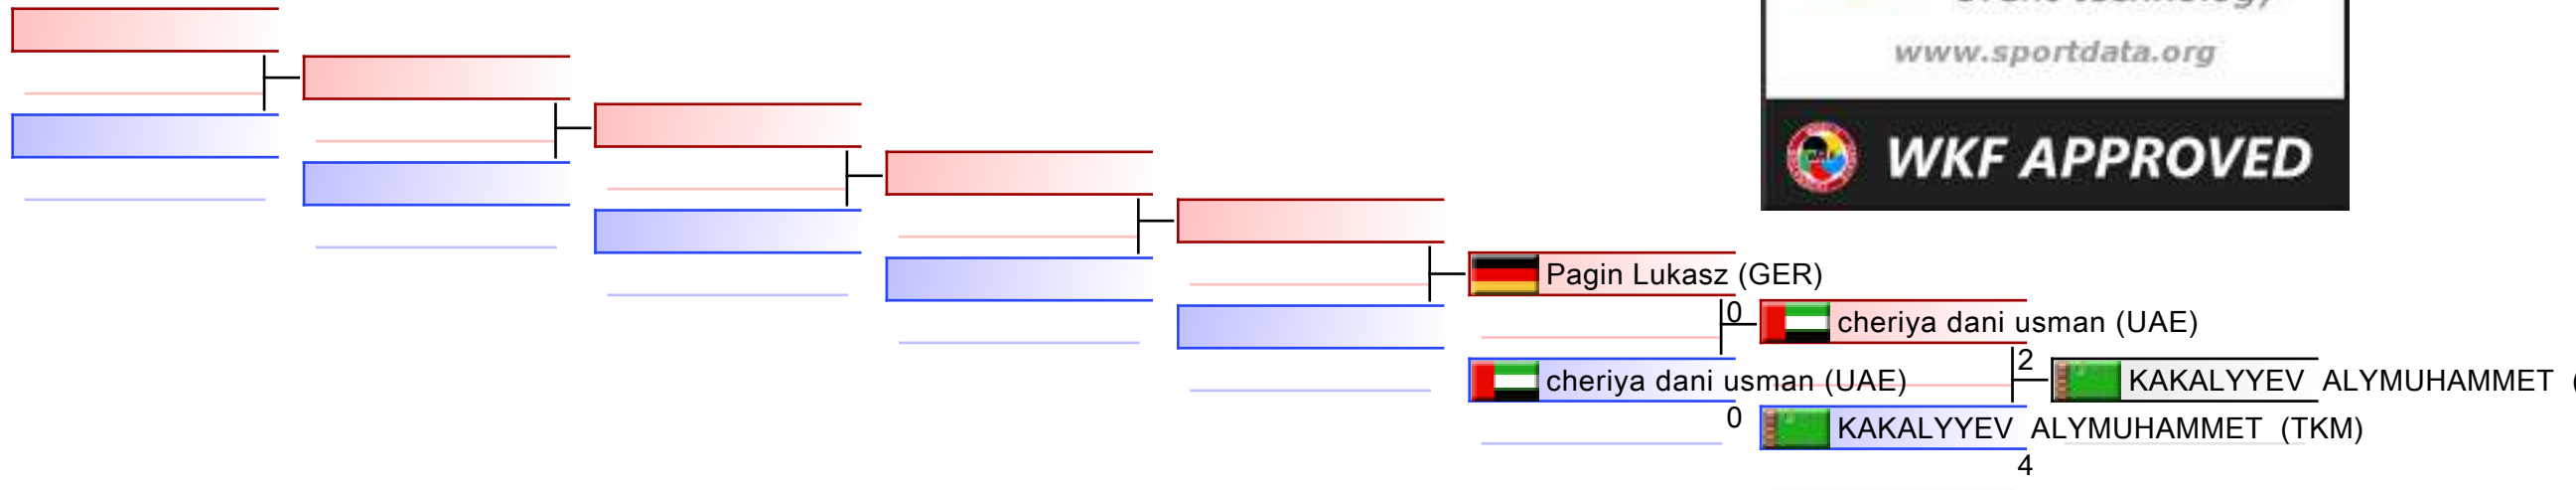 www.sportdata.org
WKF APPROVED
Pagin Lukasz (GER)
0
cheriya dani usman (UAE)
2
cheriya dani usman (UAE)
KAKALYYEV ALYMUHAMMET (
0
KAKALYYEV ALYMUHAMMET (TKM)
4